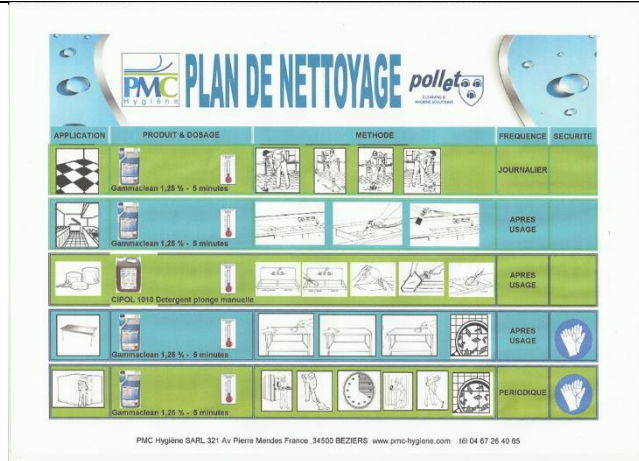 PMC
Hygiène
PLAN DE NETTOYAGE
pollet
CLEANING &
HYGIENE SOLUTIONS
APPLICATION PRODUIT & DOSAGE METHODE FREQUENCE SECURITE
Gammaclean 1,25 % - 5 minutes
JOURNALIER
Gammaclean 1,25 % - 5 minutes
APRES
USAGE
CIPOL 1010 Detergent plonge manuelle
APRES
USAGE
Gammaclean 1,25 % - 5 minutes
APRES
USAGE
Gammaclean 1,25 % - 5 minutes
PERIODIQUE
PMC Hygiène SARL 321 Av Pierre Mendes France ,34500 BEZIERS www.pmc-hygiene.com tél 04 67 26 40 65